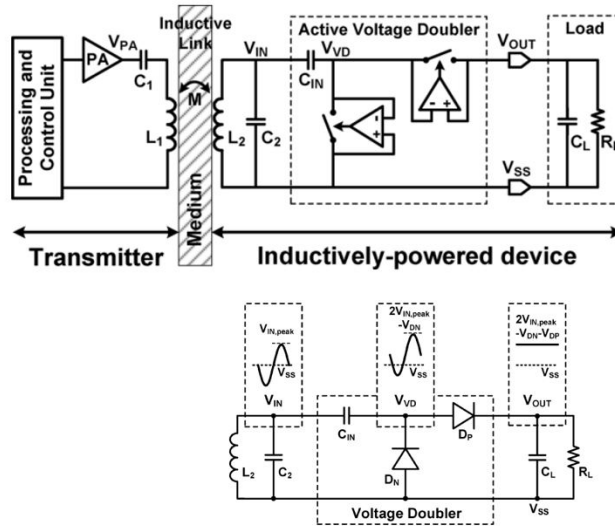 Inductive
Link
Active Voltage Doubler
Load
V_PA
PA
C_1
M
V_IN
C_IN
V_VD
V_OUT
Processing and
Control Unit
L_1
L_2
C_2
- +
- +
C_L
R_L
V_SS
Medium
Transmitter
Inductively-powered device
V_IN,peak
V_SS
V_IN
2V_IN,peak
-V_DN
V_SS
V_VD
2V_IN,peak
-V_DN-V_DP
V_SS
V_OUT
L_2
C_2
C_IN
D_N
D_P
C_L
R_L
V_SS
Voltage Doubler